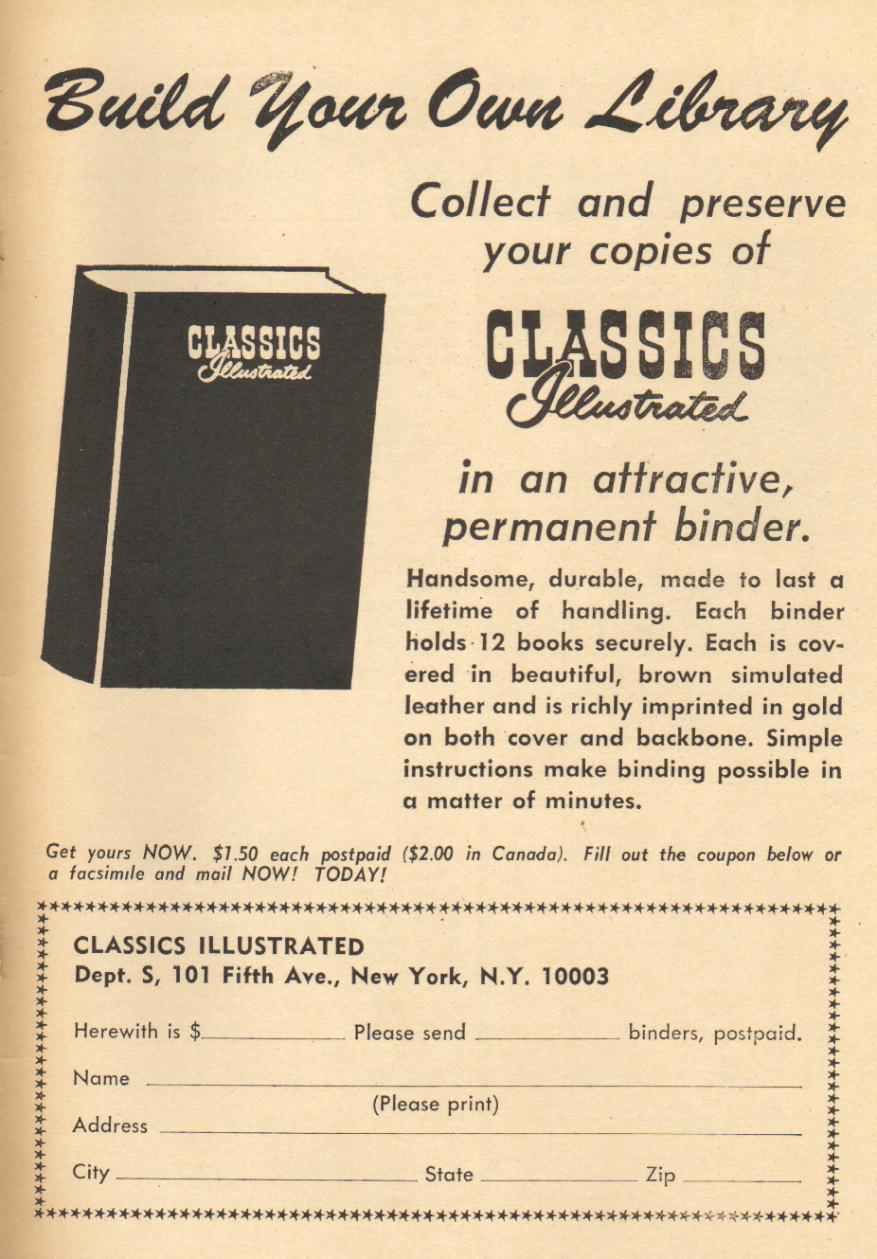 Build Your Own Library
Collect and preserve
your copies of
CLASSICS
Illustrated
CLASSICS
Illustrated
in an attractive,
permanent binder.
Handsome, durable, made to last a
lifetime of handling. Each binder
holds 12 books securely. Each is cov-
ered in beautiful, brown simulated
leather and is richly imprinted in gold
on both cover and backbone. Simple
instructions make binding possible in
a matter of minutes.
Get yours NOW. $1.50 each postpaid ($2.00 in Canada). Fill out the coupon below or
a facsimile and mail NOW! TODAY!
CLASSICS ILLUSTRATED
Dept. S, 101 Fifth Ave., New York, N.Y. 10003
Herewith is $ Please send binders, postpaid.
Name
(Please print)
Address
City State Zip